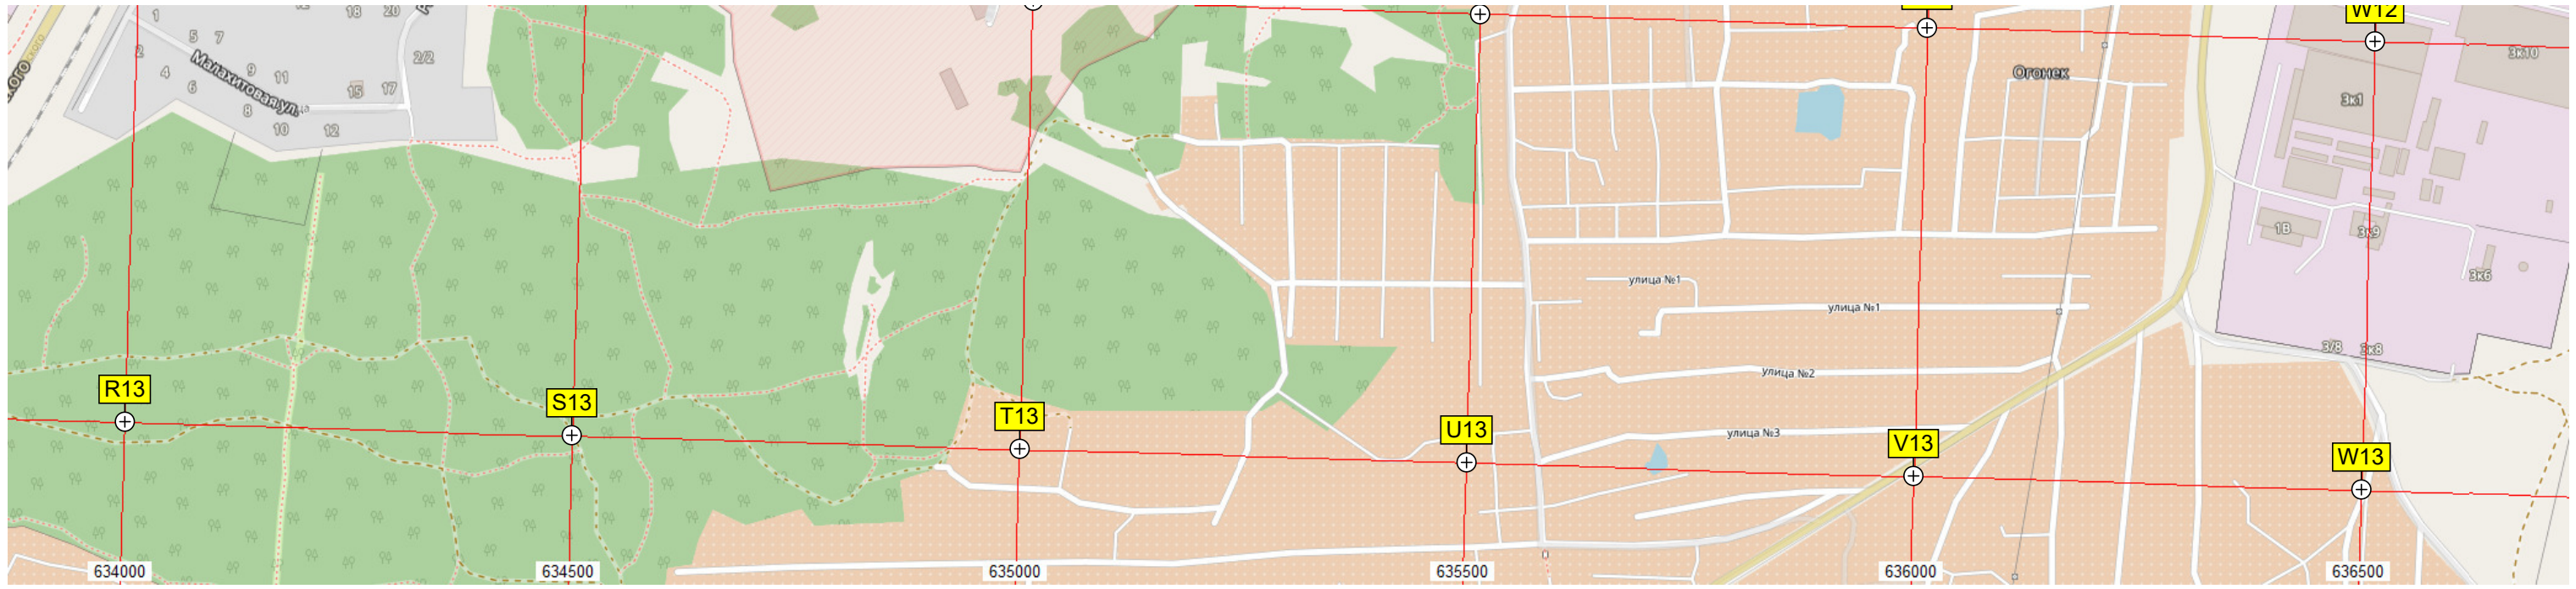 18 20
W12
1
5 7
2
2/2
3к10
кого
4
9 11
6
15 17
Малахитовая ул.
8
10 12
Огонек
3к1
1В
3к9
3к6
улица №1
улица №1
3/8 3к8
улица №2
R13
S13
T13
U13
улица №3
V13
W13
634000
634500
635000
635500
636000
636500